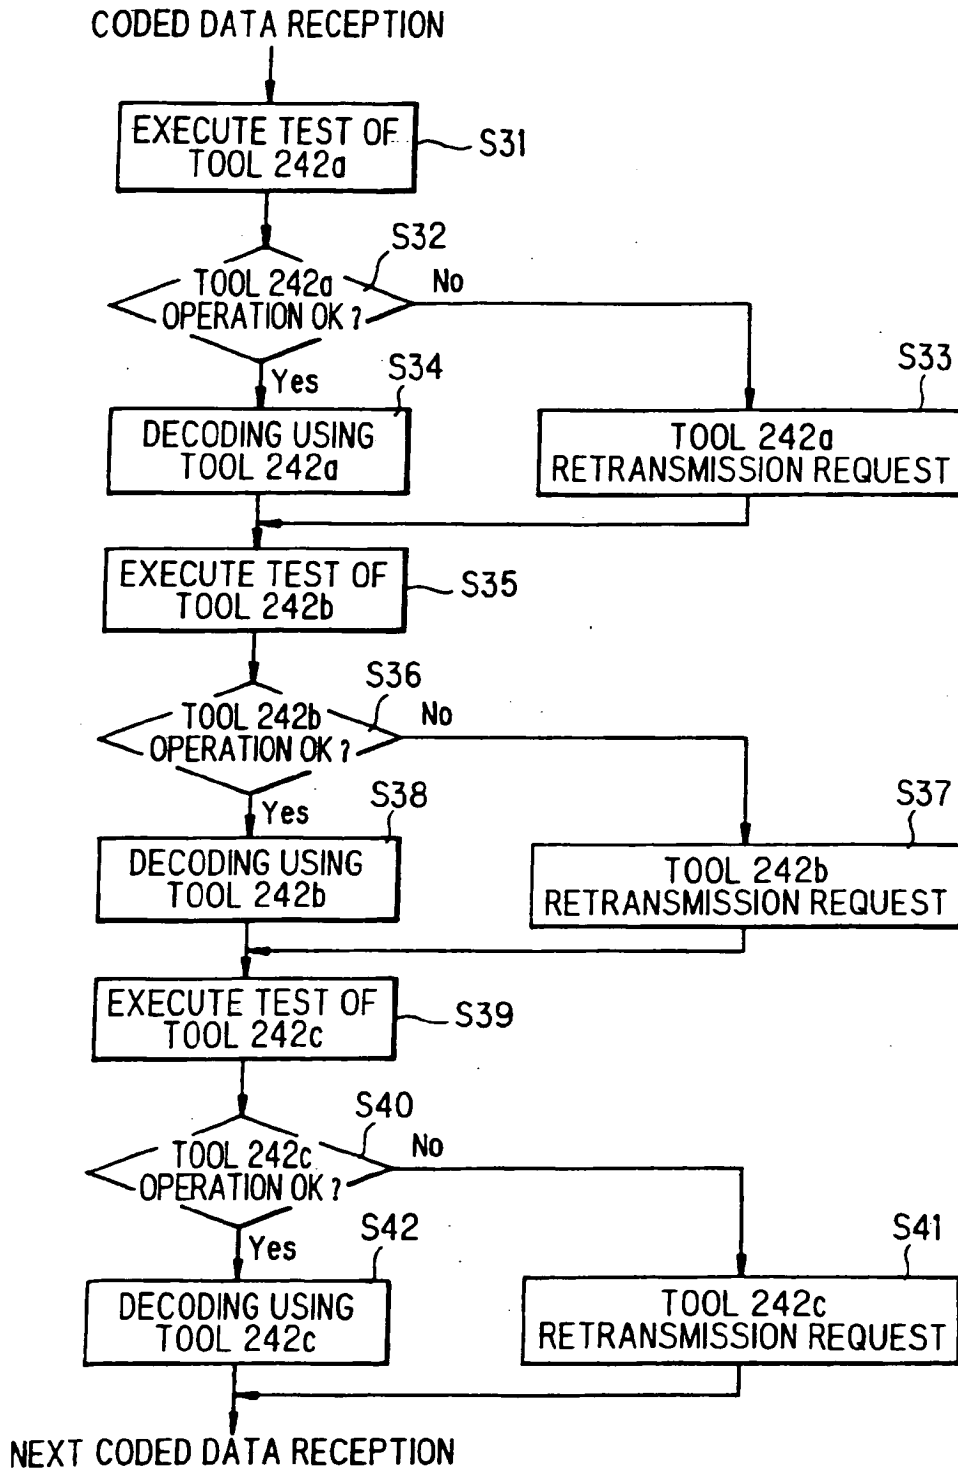 CODED DATA RECEPTION
EXECUTE TEST OF
TOOL 242a
S31
S32
TOOL 242a
OPERATION OK ?
No
Yes
S34
S33
DECODING USING
TOOL 242a
TOOL 242a
RETRANSMISSION REQUEST
EXECUTE TEST OF
TOOL 242b
S35
S36
TOOL 242b
OPERATION OK ?
No
Yes
S38
S37
DECODING USING
TOOL 242b
TOOL 242b
RETRANSMISSION REQUEST
EXECUTE TEST OF
TOOL 242c
S39
S40
TOOL 242c
OPERATION OK ?
No
Yes
S42
S41
DECODING USING
TOOL 242c
TOOL 242c
RETRANSMISSION REQUEST
NEXT CODED DATA RECEPTION